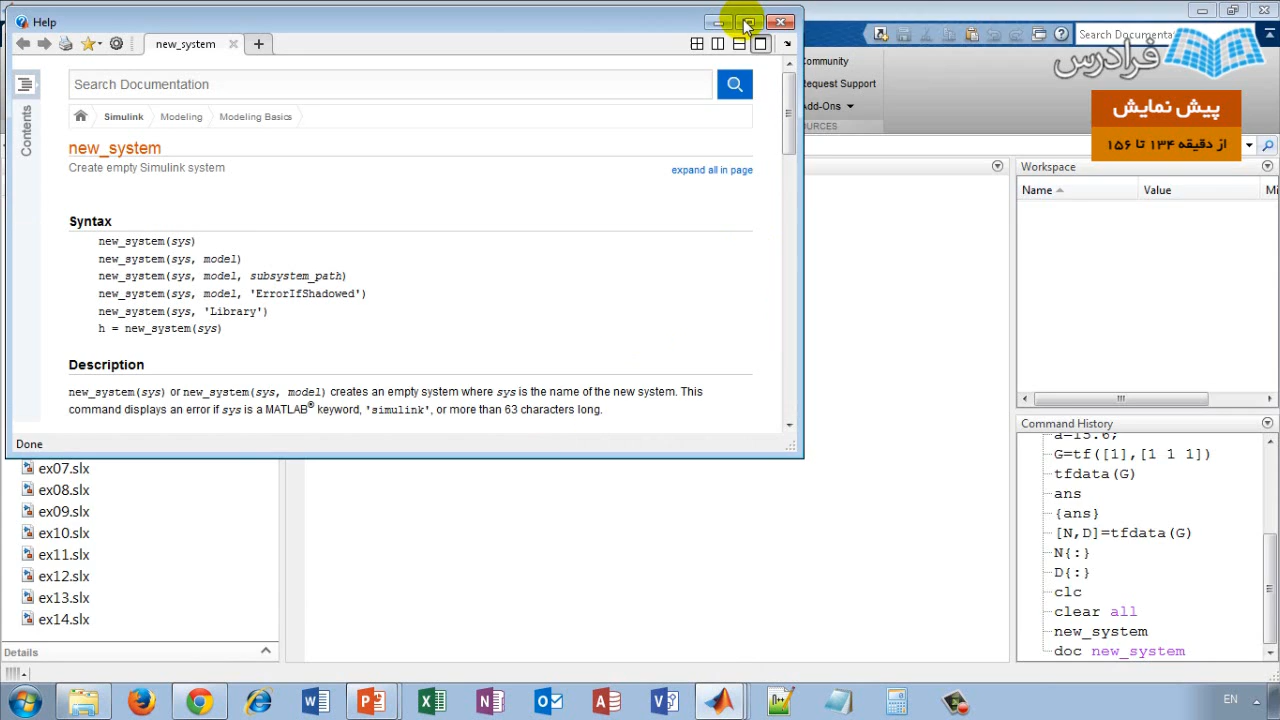 Help
new_system
Search Documentation
Simulink
Modeling
Modeling Basics
Contents
new_system
Create empty Simulink system
expand all in page
Syntax
new_system(sys)
new_system(sys, model)
new_system(sys, model, subsystem_path)
new_system(sys, model, 'ErrorIfShadowed')
new_system(sys, 'Library')
h = new_system(sys)
Description
new_system(sys) or new_system(sys, model) creates an empty system where sys is the name of the new system. This
command displays an error if sys is a MATLAB® keyword, 'simulink', or more than 63 characters long.
Done
ex07.slx
ex08.slx
ex09.slx
ex10.slx
ex11.slx
ex12.slx
ex13.slx
ex14.slx
Details
Search Documenta
Community
Request Support
Add-Ons
فرادرس
پیش نمایش
از دقیقه ۱۳۴ تا ۱۵۶
Workspace
Name
Value
Mi
Command History
a=15.6;
G=tf([1],[1 1 1])
tfdata(G)
ans
{ans}
[N,D]=tfdata(G)
N{:}
D{:}
clc
clear all
new_system
doc new_system
EN